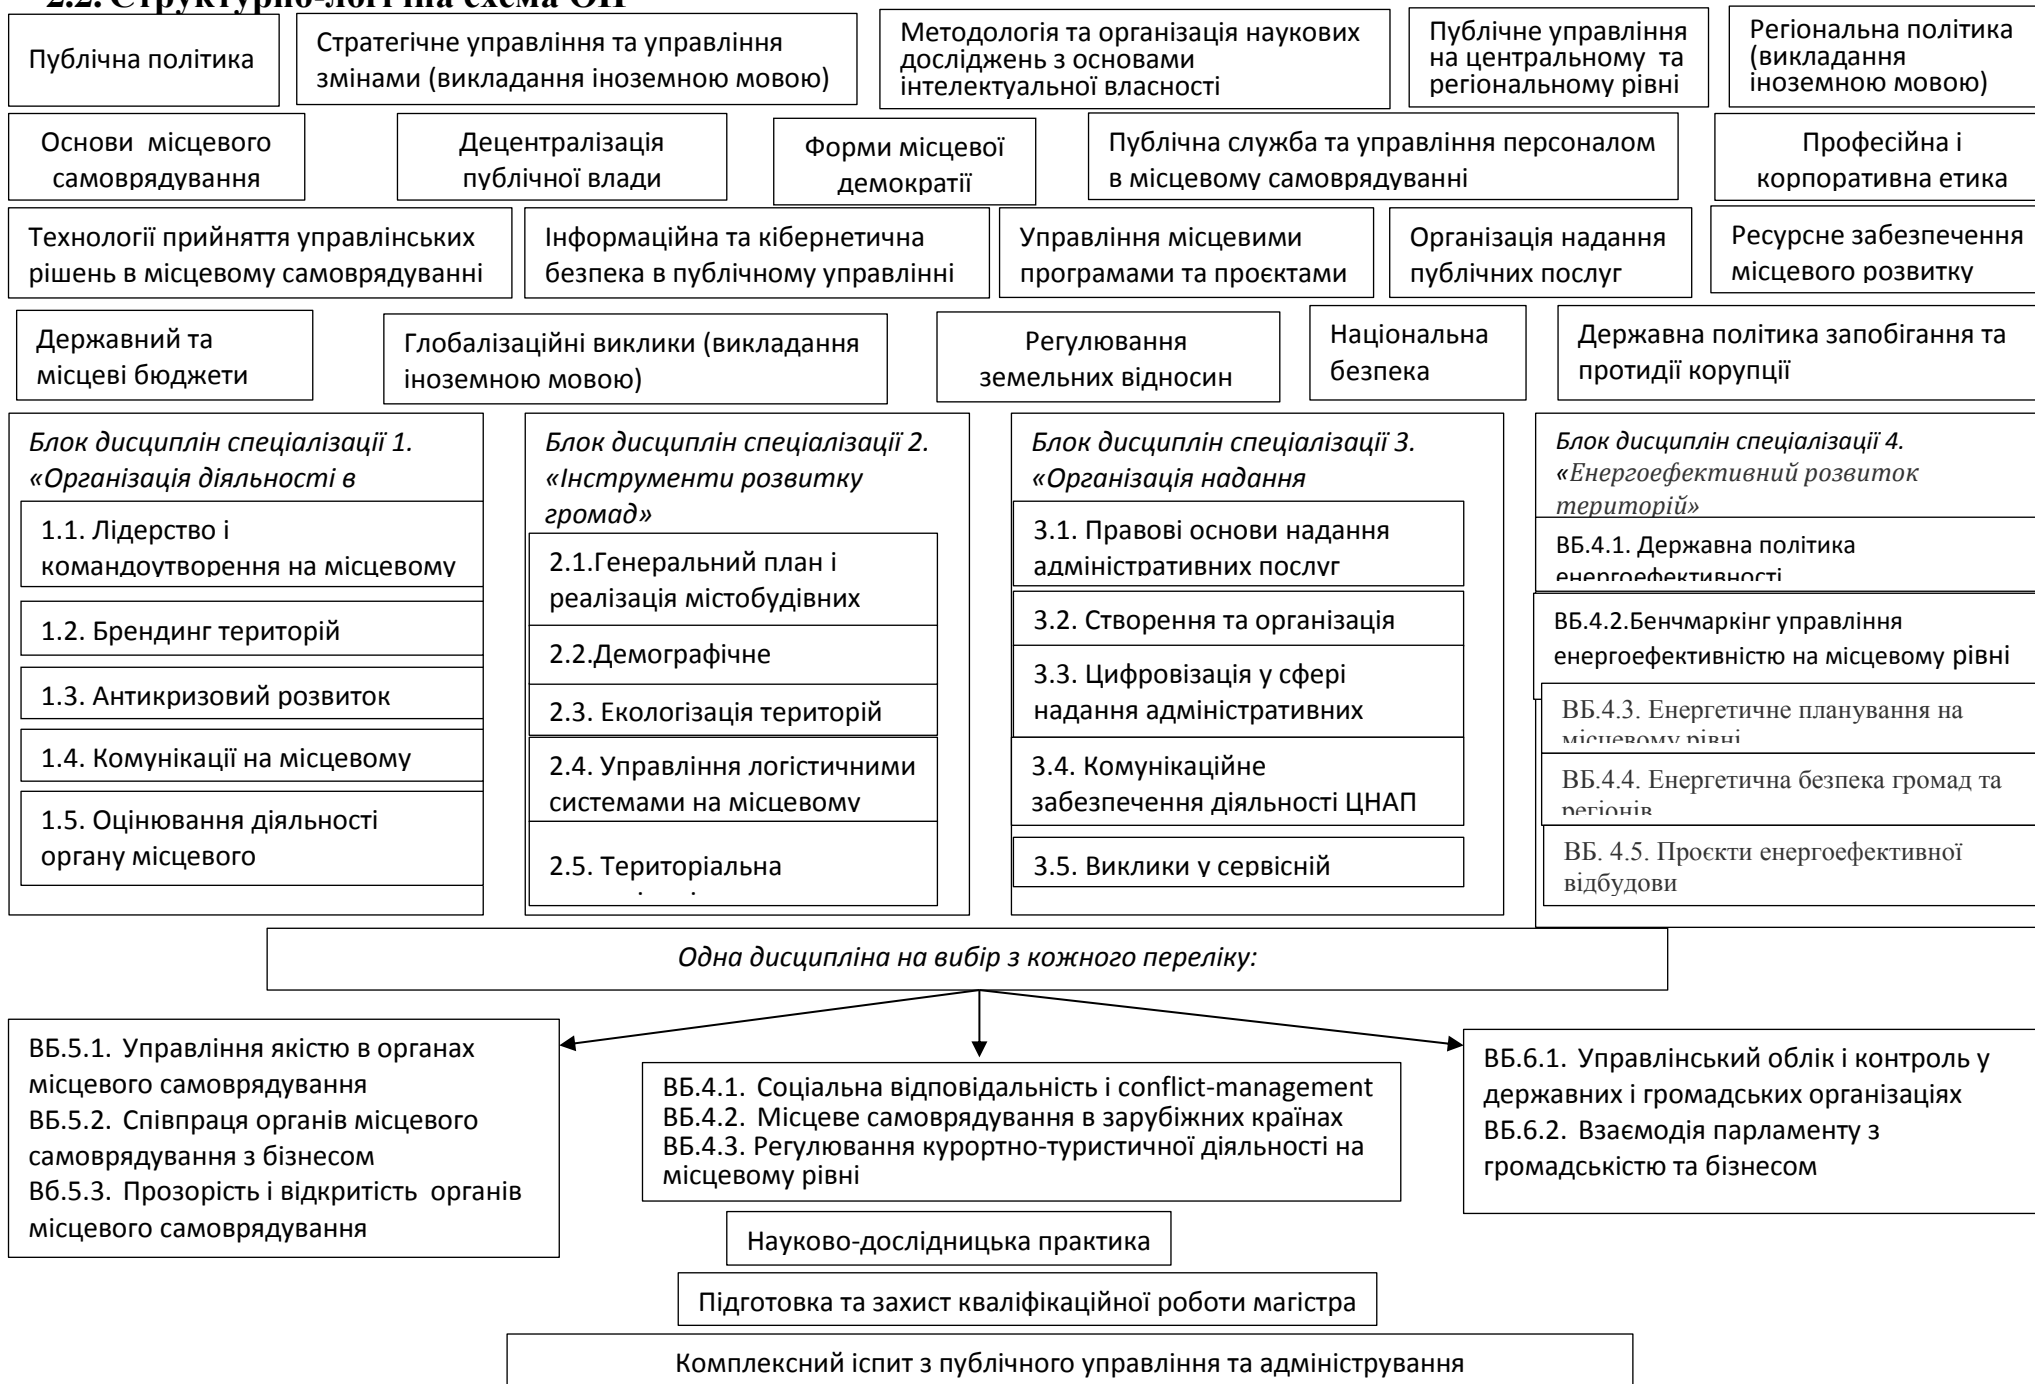 2.2. Структурно-логічна схема ОП
Публічна політика
Стратегічне управління та управління
змінами (викладання іноземною мовою)
Методологія та організація наукових
досліджень з основами
інтелектуальної власності
Публічне управління
на центральному та
регіональному рівні
Регіональна політика
(викладання
іноземною мовою)
Основи місцевого
самоврядування
Децентралізація
публічної влади
Форми місцевої
демократії
Публічна служба та управління персоналом
в місцевому самоврядуванні
Професійна і
корпоративна етика
Технології прийняття управлінських
рішень в місцевому самоврядуванні
Інформаційна та кібернетична
безпека в публічному управлінні
Управління місцевими
програмами та проєктами
Організація надання
публічних послуг
Ресурсне забезпечення
місцевого розвитку
Державний та
місцеві бюджети
Глобалізаційні виклики (викладання
іноземною мовою)
Регулювання
земельних відносин
Національна
безпека
Державна політика запобігання та
протидії корупції
Блок дисциплін спеціалізації 1.
«Організація діяльності в
1.1. Лідерство і
командоутворення на місцевому
1.2. Брендинг територій
1.3. Антикризовий розвиток
1.4. Комунікації на місцевому
1.5. Оцінювання діяльності
органу місцевого
Блок дисциплін спеціалізації 2.
«Інструменти розвитку
громад»
2.1.Генеральний план і
реалізація містобудівних
2.2.Демографічне
2.3. Екологізація територій
2.4. Управління логістичними
системами на місцевому
2.5. Територіальна
Блок дисциплін спеціалізації 3.
«Організація надання
3.1. Правові основи надання
адміністративних послуг
3.2. Створення та організація
3.3. Цифровізація у сфері
надання адміністративних
3.4. Комунікаційне
забезпечення діяльності ЦНАП
3.5. Виклики у сервісній
Блок дисциплін спеціалізації 4.
«Енергоефективний розвиток
територій»
ВБ.4.1. Державна політика
енергоефективності
ВБ.4.2.Бенчмаркінг управління
енергоефективністю на місцевому рівні
ВБ.4.3. Енергетичне планування на
місцевому рівні
ВБ.4.4. Енергетична безпека громад та
регіонів
ВБ. 4.5. Проєкти енергоефективної
відбудови
Одна дисципліна на вибір з кожного переліку:
ВБ.5.1. Управління якістю в органах
місцевого самоврядування
ВБ.5.2. Співпраця органів місцевого
самоврядування з бізнесом
Вб.5.3. Прозорість і відкритість органів
місцевого самоврядування
ВБ.4.1. Соціальна відповідальність і conflict-management
ВБ.4.2. Місцеве самоврядування в зарубіжних країнах
ВБ.4.3. Регулювання курортно-туристичної діяльності на
місцевому рівні
ВБ.6.1. Управлінський облік і контроль у
державних і громадських організаціях
ВБ.6.2. Взаємодія парламенту з
громадськістю та бізнесом
Науково-дослідницька практика
Підготовка та захист кваліфікаційної роботи магістра
Комплексний іспит з публічного управління та адміністрування